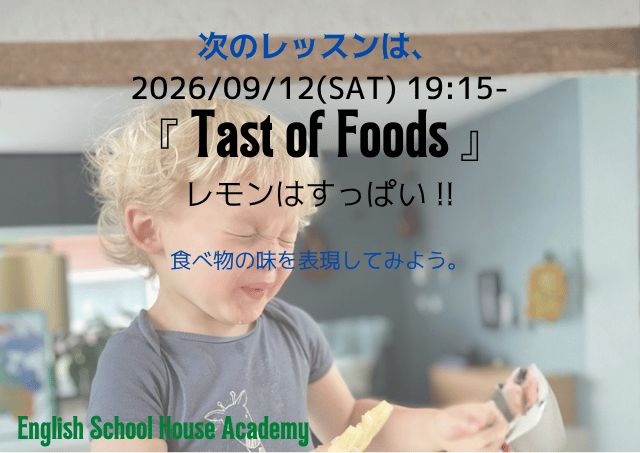 次のレッスンは、
2026/09/12(SAT) 19:15-
『 Tast of Foods 』
レモンはすっぱい !!
食べ物の味を表現してみよう。
English School House Academy